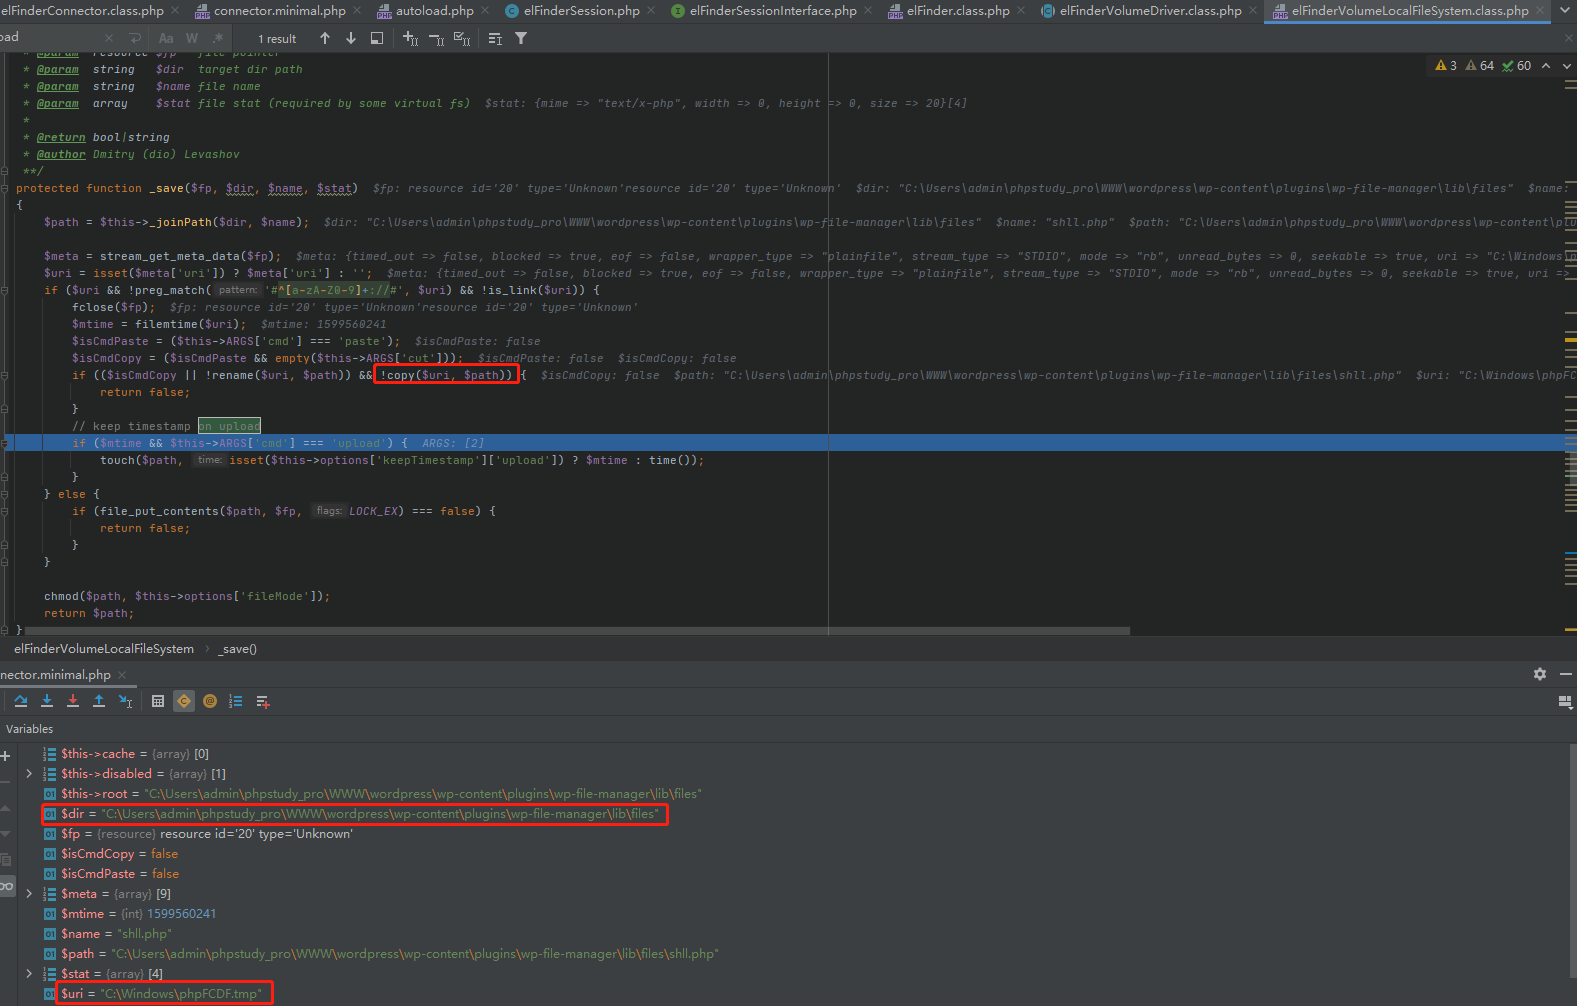 elFinderConnector.class.php
connector.minimal.php
autoload.php
elFinderSession.php
elFinderSessionInterface.php
elFinder.class.php
elFinderVolumeDriver.class.php
elFinderVolumeLocalFileSystem.class.php
oad
Aa W .*
1 result
3 64 60
* @param resource $fp file pointer
* @param string $dir target dir path
* @param string $name file name
* @param array $stat file stat (required by some virtual fs) $stat: {mime => "text/x-php", width => 0, height => 0, size => 20}[4]
*
* @return bool|string
* @author Dmitry (dio) Levashov
**/
protected function _save($fp, $dir, $name, $stat) $fp: resource id='20' type='Unknown'resource id='20' type='Unknown' $dir: "C:\Users\admin\phpstudy_pro\WWW\wordpress\wp-content\plugins\wp-file-manager\lib\files" $name:
{
$path = $this->_joinPath($dir, $name); $dir: "C:\Users\admin\phpstudy_pro\WWW\wordpress\wp-content\plugins\wp-file-manager\lib\files" $name: "shll.php" $path: "C:\Users\admin\phpstudy_pro\WWW\wordpress\wp-content\plu
$meta = stream_get_meta_data($fp); $meta: {timed_out => false, blocked => true, eof => false, wrapper_type => "plainfile", stream_type => "STDIO", mode => "rb", unread_bytes => 0, seekable => true, uri => "C:\Windows\p
$uri = isset($meta['uri']) ? $meta['uri'] : ''; $meta: {timed_out => false, blocked => true, eof => false, wrapper_type => "plainfile", stream_type => "STDIO", mode => "rb", unread_bytes => 0, seekable => true, uri =>
if ($uri && !preg_match( pattern: '#^[a-zA-Z0-9]+://#', $uri) && !is_link($uri)) {
fclose($fp); $fp: resource id='20' type='Unknown'resource id='20' type='Unknown'
$mtime = filemtime($uri); $mtime: 1599560241
$isCmdPaste = ($this->ARGS['cmd'] === 'paste'); $isCmdPaste: false
$isCmdCopy = ($isCmdPaste && empty($this->ARGS['cut'])); $isCmdPaste: false $isCmdCopy: false
if (($isCmdCopy || !rename($uri, $path)) && !copy($uri, $path)) { $isCmdCopy: false $path: "C:\Users\admin\phpstudy_pro\WWW\wordpress\wp-content\plugins\wp-file-manager\lib\files\shll.php" $uri: "C:\Windows\phpFC
return false;
}
// keep timestamp on upload
if ($mtime && $this->ARGS['cmd'] === 'upload') { ARGS: [2]
touch($path, time: isset($this->options['keepTimestamp']['upload']) ? $mtime : time());
}
} else {
if (file_put_contents($path, $fp, flags: LOCK_EX) === false) {
return false;
}
}
chmod($path, $this->options['fileMode']);
return $path;
}
elFinderVolumeLocalFileSystem › _save()
nector.minimal.php
Variables
$this->cache = {array} [0]
$this->disabled = {array} [1]
$this->root = "C:\Users\admin\phpstudy_pro\WWW\wordpress\wp-content\plugins\wp-file-manager\lib\files"
$dir = "C:\Users\admin\phpstudy_pro\WWW\wordpress\wp-content\plugins\wp-file-manager\lib\files"
$fp = {resource} resource id='20' type='Unknown'
$isCmdCopy = false
$isCmdPaste = false
$meta = {array} [9]
$mtime = {int} 1599560241
$name = "shll.php"
$path = "C:\Users\admin\phpstudy_pro\WWW\wordpress\wp-content\plugins\wp-file-manager\lib\files\shll.php"
$stat = {array} [4]
$uri = "C:\Windows\phpFCDF.tmp"